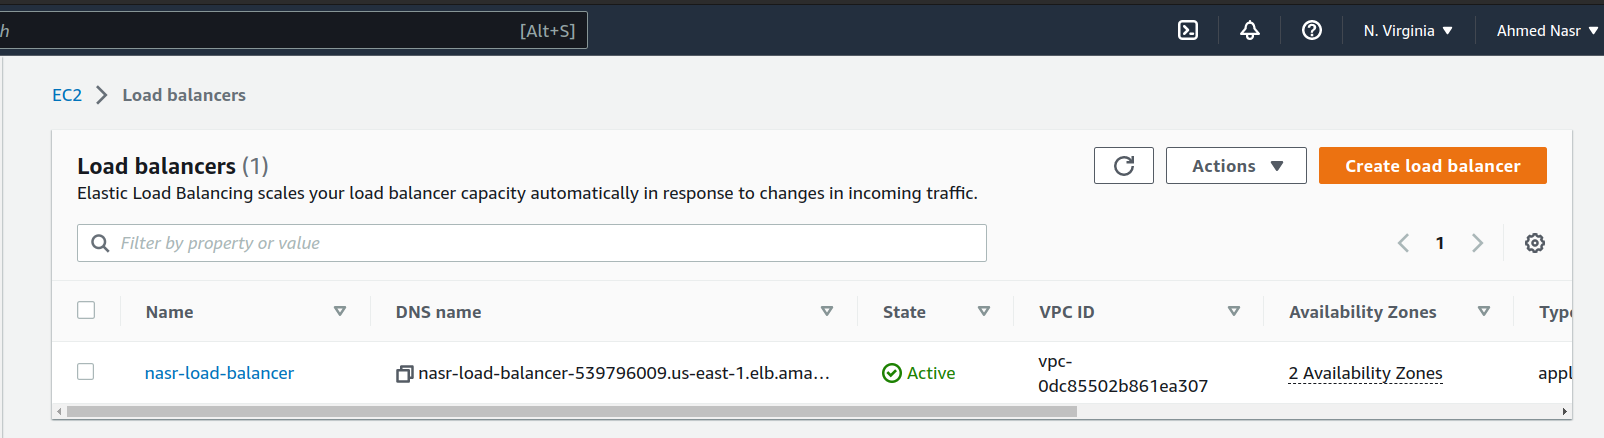 h [Alt+S] N. Virginia Ahmed Nasr
EC2 Load balancers
Load balancers (1)
Actions Create load balancer
Elastic Load Balancing scales your load balancer capacity automatically in response to changes in incoming traffic.
Filter by property or value
1
Name DNS name State VPC ID Availability Zones Type
nasr-load-balancer nasr-load-balancer-539796009.us-east-1.elb.ama... Active vpc-
0dc85502b861ea307
2 Availability Zones appl